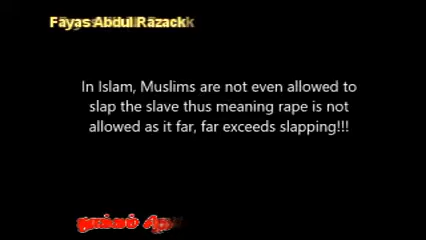 Fayas Abdul Razack
In Islam, Muslims are not even allowed to
slap the slave thus meaning rape is not
allowed as it far, far exceeds slapping!!!